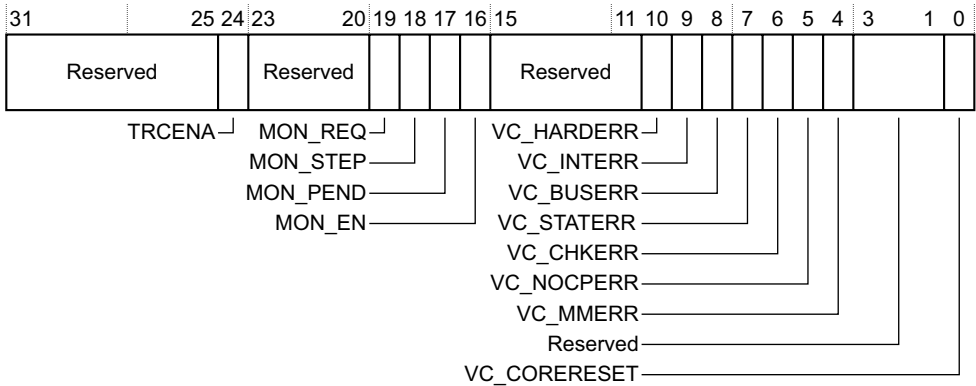 31 25 24 23 20 19 18 17 16 15 11 10 9 8 7 6 5 4 3 1 0
Reserved Reserved Reserved
TRCENA MON_REQ VC_HARDERR
MON_STEP VC_INTERR
MON_PEND VC_BUSERR
MON_EN VC_STATERR
VC_CHKERR
VC_NOCPERR
VC_MMERR
Reserved
VC_CORERESET